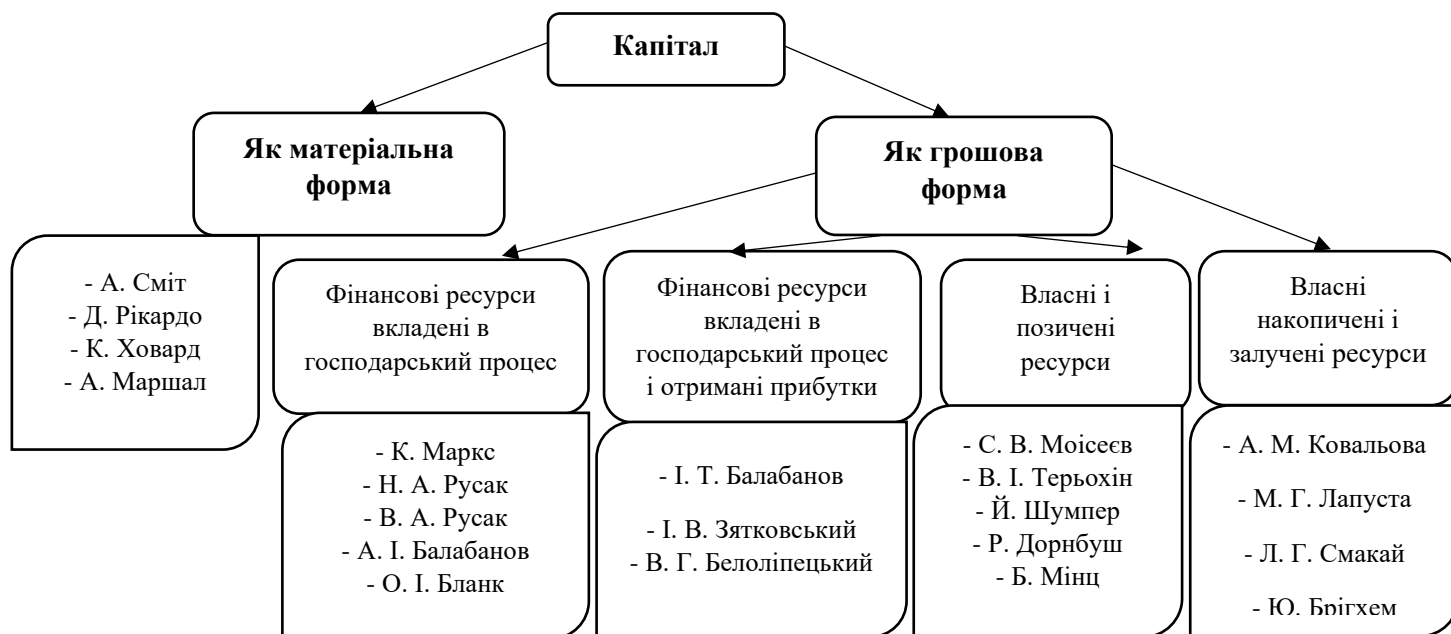 Капітал
Як матеріальна
форма
Як грошова
форма
- А. Сміт
- Д. Рікардо
- К. Ховард
- А. Маршал
Фінансові ресурси
вкладені в
господарський процес
- К. Маркс
- Н. А. Русак
- В. А. Русак
- А. І. Балабанов
- О. І. Бланк
Фінансові ресурси
вкладені в
господарський процес
і отримані прибутки
- І. Т. Балабанов
- І. В. Зятковський
- В. Г. Белоліпецький
Власні і
позичені
ресурси
- С. В. Моісеєв
- В. І. Терьохін
- Й. Шумпер
- Р. Дорнбуш
- Б. Мінц
Власні
накопичені і
залучені ресурси
- А. М. Ковальова
- М. Г. Лапуста
- Л. Г. Смакай
- Ю. Брігхем